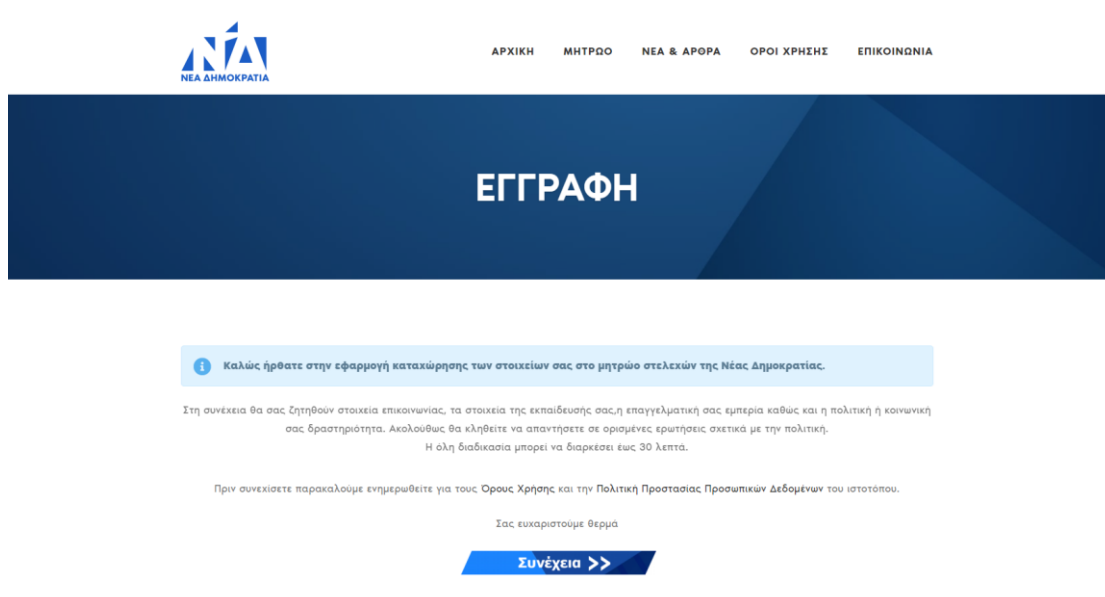 ΝΔ
ΝΕΑ ΔΗΜΟΚΡΑΤΙΑ
ΑΡΧΙΚΗ ΜΗΤΡΩΟ ΝΕΑ & ΑΡΘΡΑ ΟΡΟΙ ΧΡΗΣΗΣ ΕΠΙΚΟΙΝΩΝΙΑ
ΕΓΓΡΑΦΗ
Καλώς ήρθατε στην εφαρμογή καταχώρησης των στοιχείων σας στο μητρώο στελεχών της Νέας Δημοκρατίας.
Στη συνέχεια θα σας ζητηθούν στοιχεία επικοινωνίας, τα στοιχεία της εκπαίδευσής σας,η επαγγελματική σας εμπερία καθώς και η πολιτική ή κοινωνική
σας δραστηριότητα. Ακολούθως θα κληθείτε να απαντήσετε σε ορισμένες ερωτήσεις σχετικά με την πολιτική.
Η όλη διαδικασία μπορεί να διαρκέσει έως 30 λεπτά.
Πριν συνεχίσετε παρακαλούμε ενημερωθείτε για τους Όρους Χρήσης και την Πολιτική Προστασίας Προσωπικών Δεδομένων του ιστοτόπου.
Σας ευχαριστούμε θερμά
Συνέχεια >>